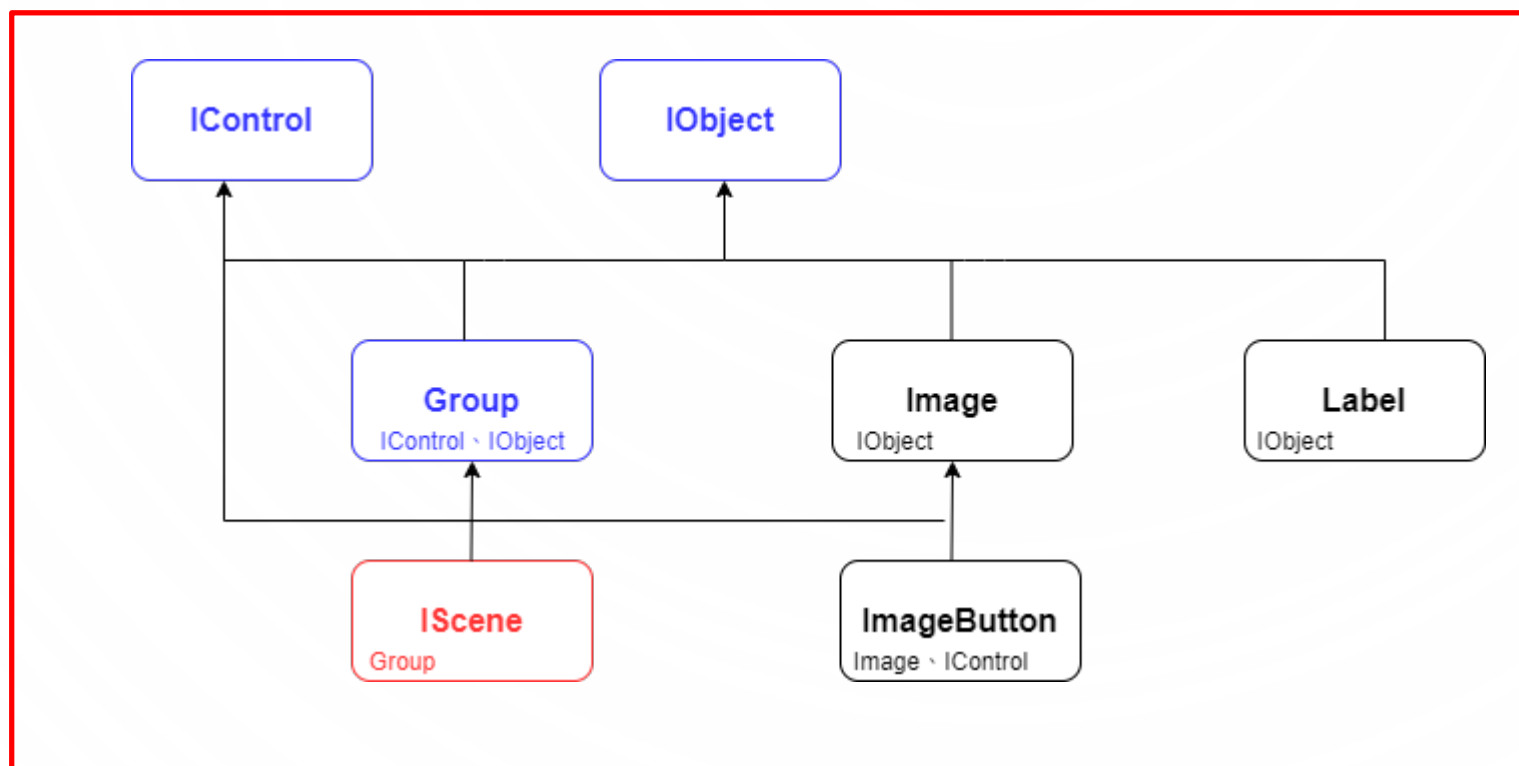 IControl
IObject
Group
IControl、IObject
Image
IObject
Label
IObject
IScene
Group
ImageButton
Image、IControl